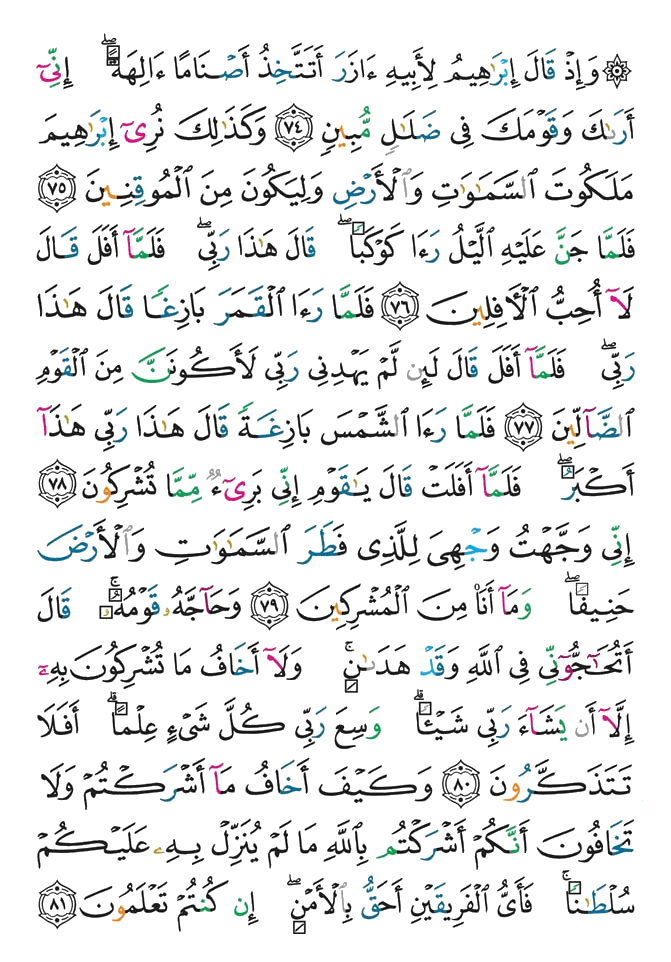 ۞ وَإِذْ قَالَ إِبْرَٰهِيمُ لِأَبِيهِ ءَازَرَ أَتَتَّخِذُ أَصْنَامًا ءَالِهَةًۖ إِنِّىٓ
أَرَىٰكَ وَقَوْمَكَ فِى ضَلَٰلٍ مُّبِينٍ ٧٤ وَكَذَٰلِكَ نُرِىٓ إِبْرَٰهِيمَ
مَلَكُوتَ ٱلسَّمَٰوَٰتِ وَٱلْأَرْضِ وَلِيَكُونَ مِنَ ٱلْمُوقِنِينَ ٧٥
فَلَمَّا جَنَّ عَلَيْهِ ٱلَّيْلُ رَءَا كَوْكَبًاۖ قَالَ هَٰذَا رَبِّىۖ فَلَمَّآ أَفَلَ قَالَ
لَآ أُحِبُّ ٱلْأٓفِلِينَ ٧٦ فَلَمَّا رَءَا ٱلْقَمَرَ بَازِغًا قَالَ هَٰذَا
رَبِّىۖ فَلَمَّآ أَفَلَ قَالَ لَئِن لَّمْ يَهْدِنِى رَبِّى لَأَكُونَنَّ مِنَ ٱلْقَوْمِ
ٱلضَّآلِّينَ ٧٧ فَلَمَّا رَءَا ٱلشَّمْسَ بَازِغَةً قَالَ هَٰذَا رَبِّى هَٰذَآ
أَكْبَرُۖ فَلَمَّآ أَفَلَتْ قَالَ يَٰقَوْمِ إِنِّى بَرِىٓءٌ مِّمَّا تُشْرِكُونَ ٧٨
إِنِّى وَجَّهْتُ وَجْهِىَ لِلَّذِى فَطَرَ ٱلسَّمَٰوَٰتِ وَٱلْأَرْضَ
حَنِيفًاۖ وَمَآ أَنَا۠ مِنَ ٱلْمُشْرِكِينَ ٧٩ وَحَآجَّهُۥ قَوْمُهُۥۚ قَالَ
أَتُحَٰٓجُّوٓنِّى فِى ٱللَّهِ وَقَدْ هَدَىٰنِۚ وَلَآ أَخَافُ مَا تُشْرِكُونَ بِهِۦٓ
إِلَّآ أَن يَشَآءَ رَبِّى شَيْـًٔاۗ وَسِعَ رَبِّى كُلَّ شَىْءٍ عِلْمًاۗ أَفَلَا
تَتَذَكَّرُونَ ٨٠ وَكَيْفَ أَخَافُ مَآ أَشْرَكْتُمْ وَلَا
تَخَافُونَ أَنَّكُمْ أَشْرَكْتُم بِٱللَّهِ مَا لَمْ يُنَزِّلْ بِهِۦ عَلَيْكُمْ
سُلْطَٰنًاۚ فَأَىُّ ٱلْفَرِيقَيْنِ أَحَقُّ بِٱلْأَمْنِۖ إِن كُنتُمْ تَعْلَمُونَ ٨١